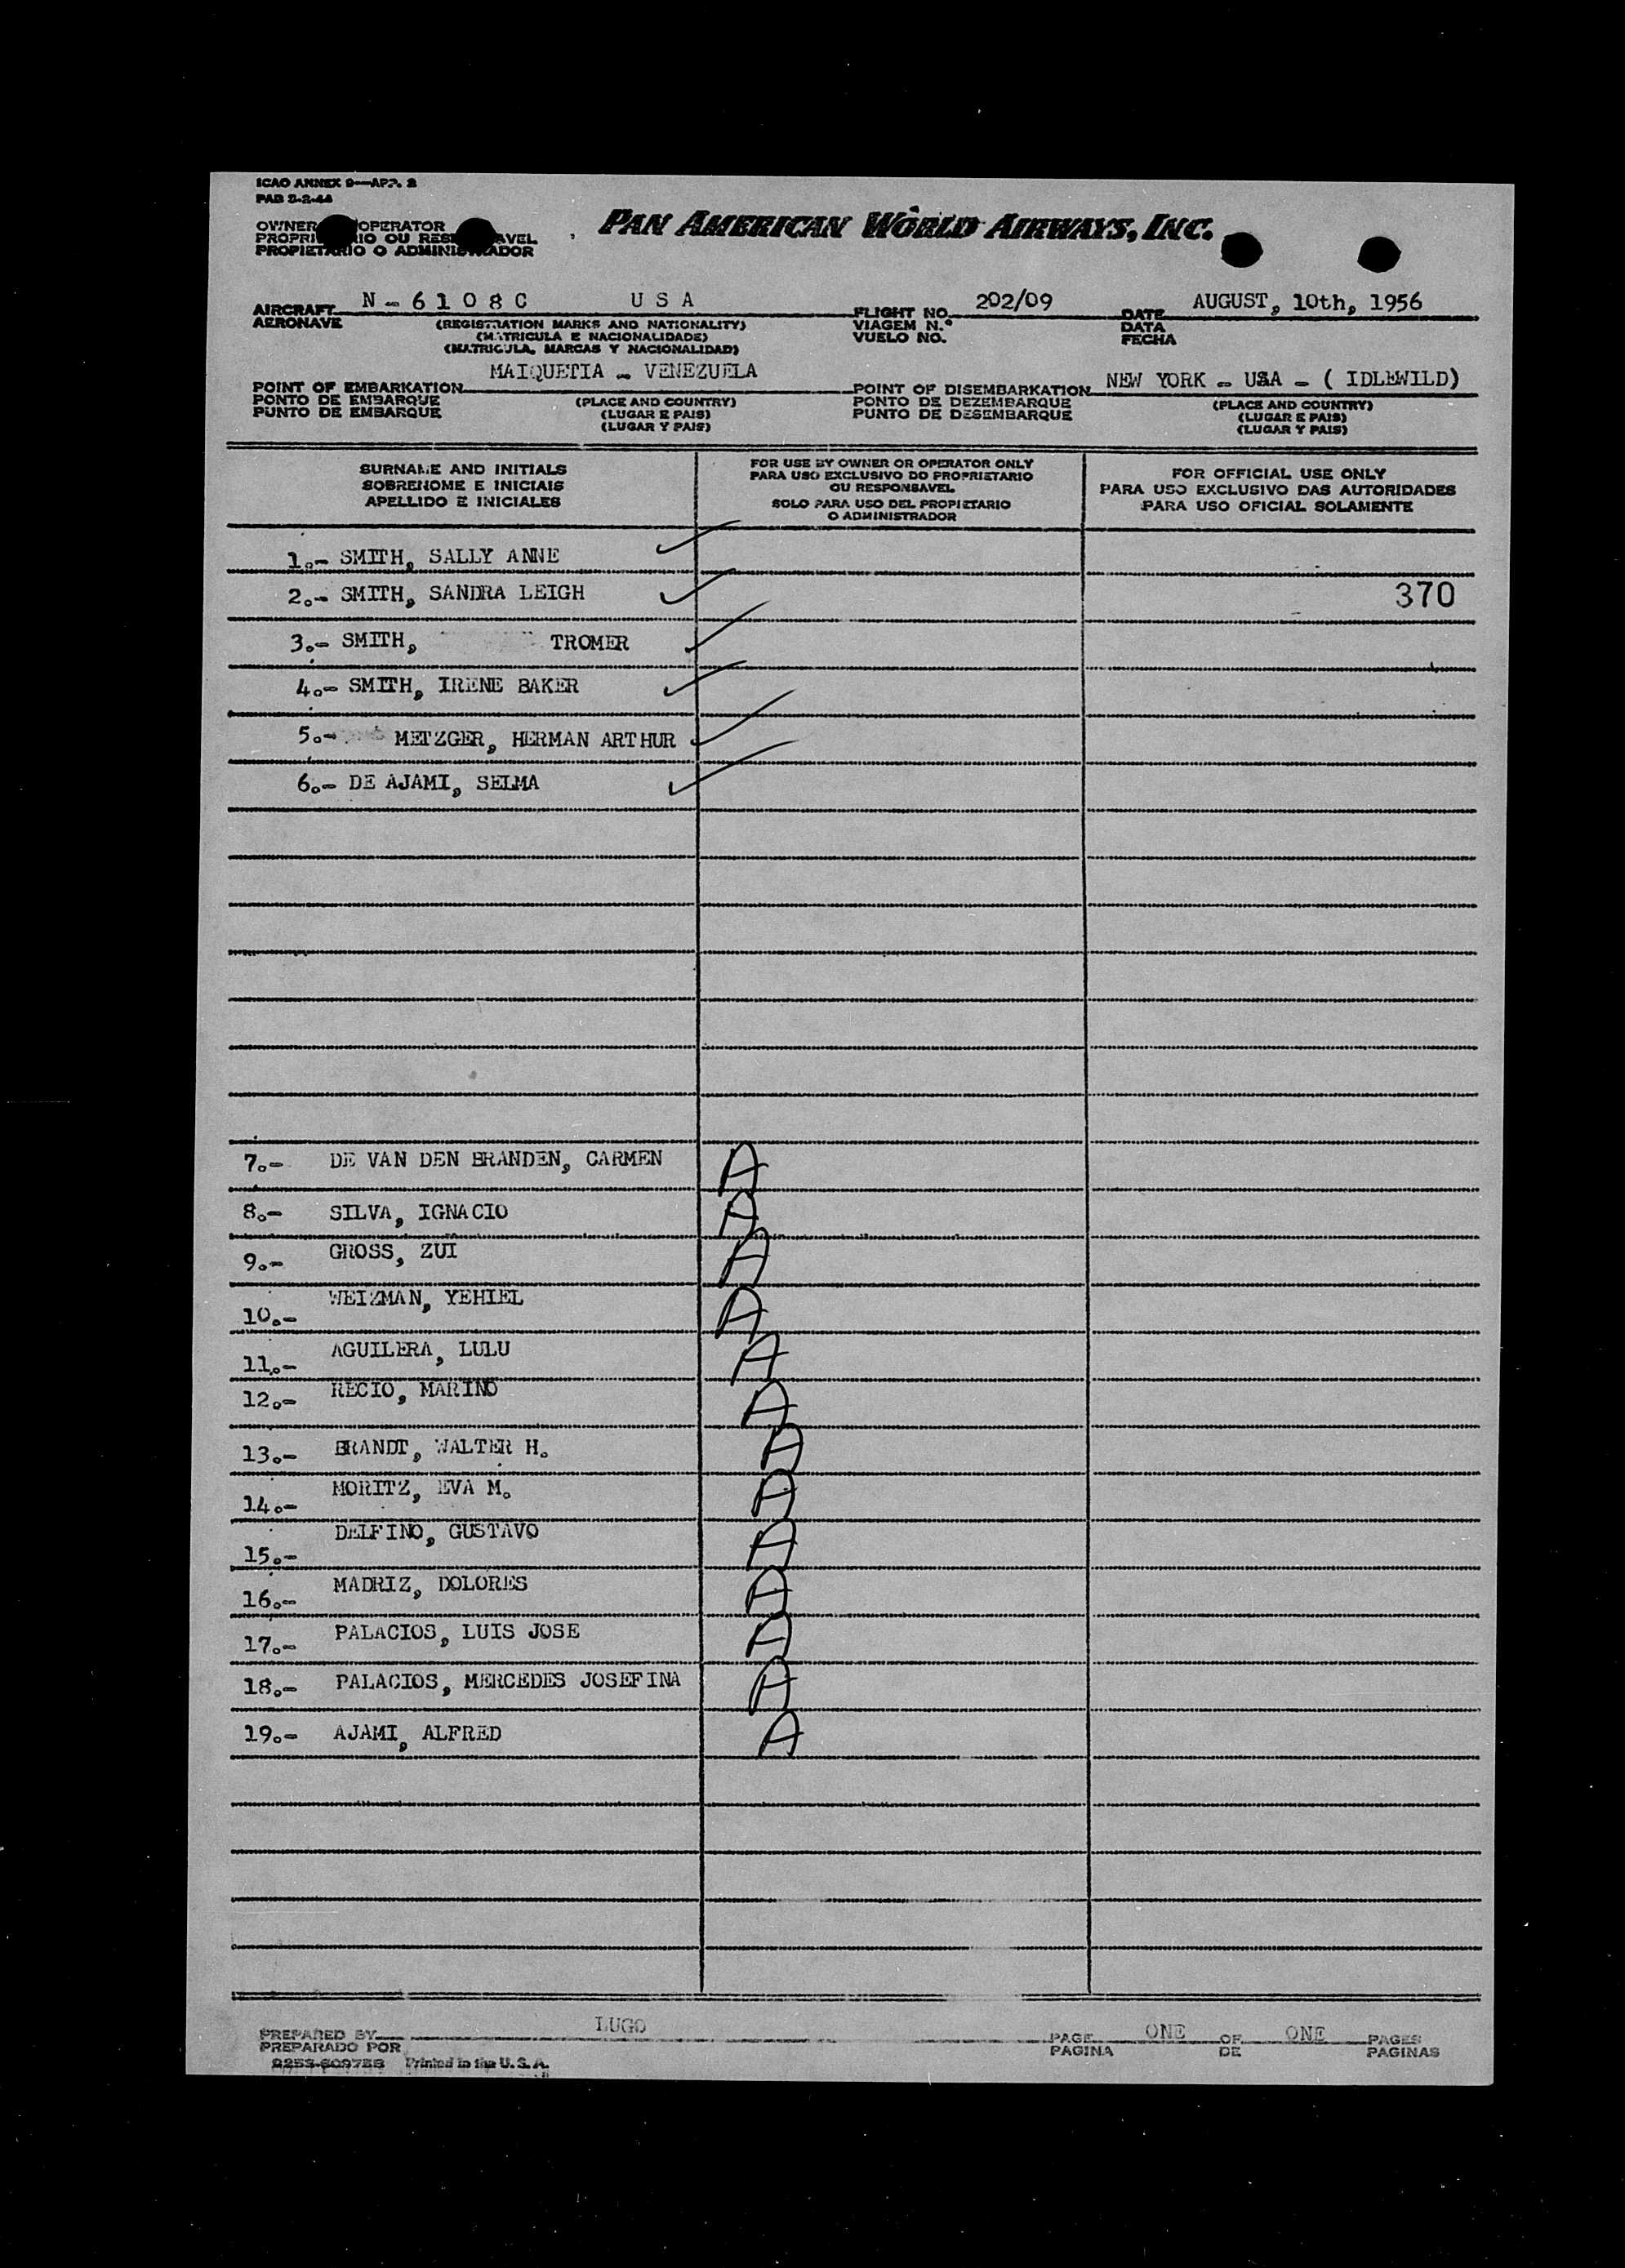 ICAO ANNEX 9—APP. 2
OWNER OPERATOR
PAN AMERICAN WORLD AIRWAYS, INC.
PROPIETARIO O ADMINISTRADOR
AIRCRAFT N-6108C USA FLIGHT NO. 202/09 DATE AUGUST, 10th, 1956
AERONAVE (REGISTRATION MARKS AND NATIONALITY) VIAGEM N.º DATA
(MATRICULA E NACIONALIDADE) VUELO NO. FECHA
(MATRICULA, MARCAS Y NACIONALIDAD)
POINT OF EMBARKATION MAIQUETIA - VENEZUELA POINT OF DISEMBARKATION NEW YORK - USA - ( IDLEWILD)
PONTO DE EMBARQUE (PLACE AND COUNTRY) PONTO DE DEZEMBARQUE (PLACE AND COUNTRY)
PUNTO DE EMBARQUE (LUGAR E PAIS) PUNTO DE DESEMBARQUE (LUGAR E PAIS)
(LUGAR Y PAIS) (LUGAR Y PAIS)
SURNAME AND INITIALS
SOBRENOME E INICIAIS
APELLIDO E INICIALES
FOR USE BY OWNER OR OPERATOR ONLY
PARA USO EXCLUSIVO DO PROPRIETARIO
OU RESPONSAVEL
SOLO PARA USO DEL PROPIETARIO
O ADMINISTRADOR
FOR OFFICIAL USE ONLY
PARA USO EXCLUSIVO DAS AUTORIDADES
PARA USO OFICIAL SOLAMENTE
1.- SMITH, SALLY ANNE
2.- SMITH, SANDRA LEIGH 370
3.- SMITH, TROMER
4.- SMITH, IRENE BAKER
5.- METZGER, HERMAN ARTHUR
6.- DE AJAMI, SELMA
7.- DE VAN DEN BRANDEN, CARMEN A
8.- SILVA, IGNACIO A
9.- GROSS, ZUI A
10.- WEIZMAN, YEHIEL A
11.- AGUILERA, LULU A
12.- RECIO, MARINO A
13.- BRANDT, WALTER H. A
14.- MORITZ, EVA M. A
15.- DELFINO, GUSTAVO A
16.- MADRIZ, DOLORES A
17.- PALACIOS, LUIS JOSE A
18.- PALACIOS, MERCEDES JOSEFINA A
19.- AJAMI, ALFRED A
PREPARED BY LUGO PAGE ONE OF ONE PAGES
PREPARADO POR PAGINA DE PAGINAS
Printed in the U. S. A.